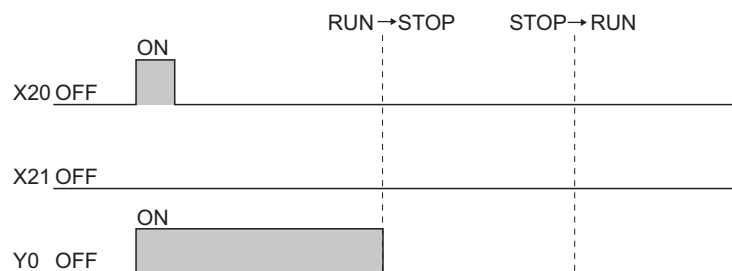 RUN→STOP STOP→RUN
ON
X20 OFF
X21 OFF
ON
Y0 OFF